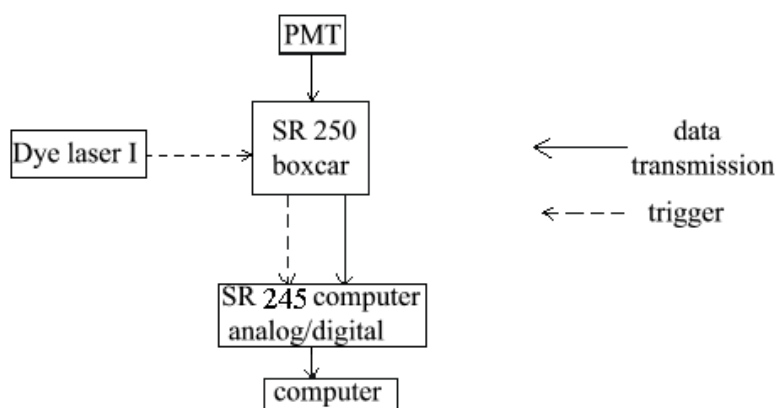 PMT
SR 250
boxcar
Dye laser I
data
transmission
trigger
SR 245 computer
analog/digital
computer